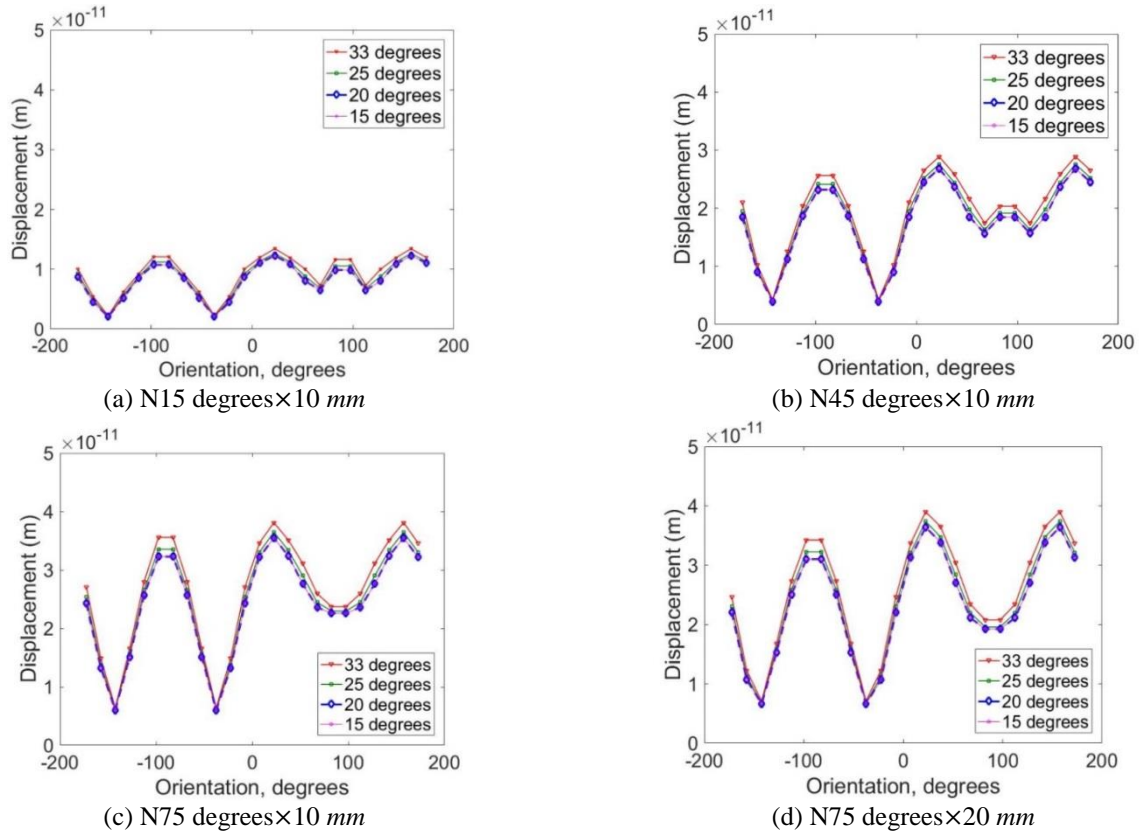 ×10⁻¹¹
5
4
3
2
1
0
Displacement (m)
33 degrees
25 degrees
20 degrees
15 degrees
-200 -100 0 100 200
Orientation, degrees
(a) N15 degrees×10 mm
×10⁻¹¹
5
4
3
2
1
0
Displacement (m)
33 degrees
25 degrees
20 degrees
15 degrees
-200 -100 0 100 200
Orientation, degrees
(b) N45 degrees×10 mm
×10⁻¹¹
5
4
3
2
1
0
Displacement (m)
33 degrees
25 degrees
20 degrees
15 degrees
-200 -100 0 100 200
Orientation, degrees
(c) N75 degrees×10 mm
×10⁻¹¹
5
4
3
2
1
0
Displacement (m)
33 degrees
25 degrees
20 degrees
15 degrees
-200 -100 0 100 200
Orientation, degrees
(d) N75 degrees×20 mm